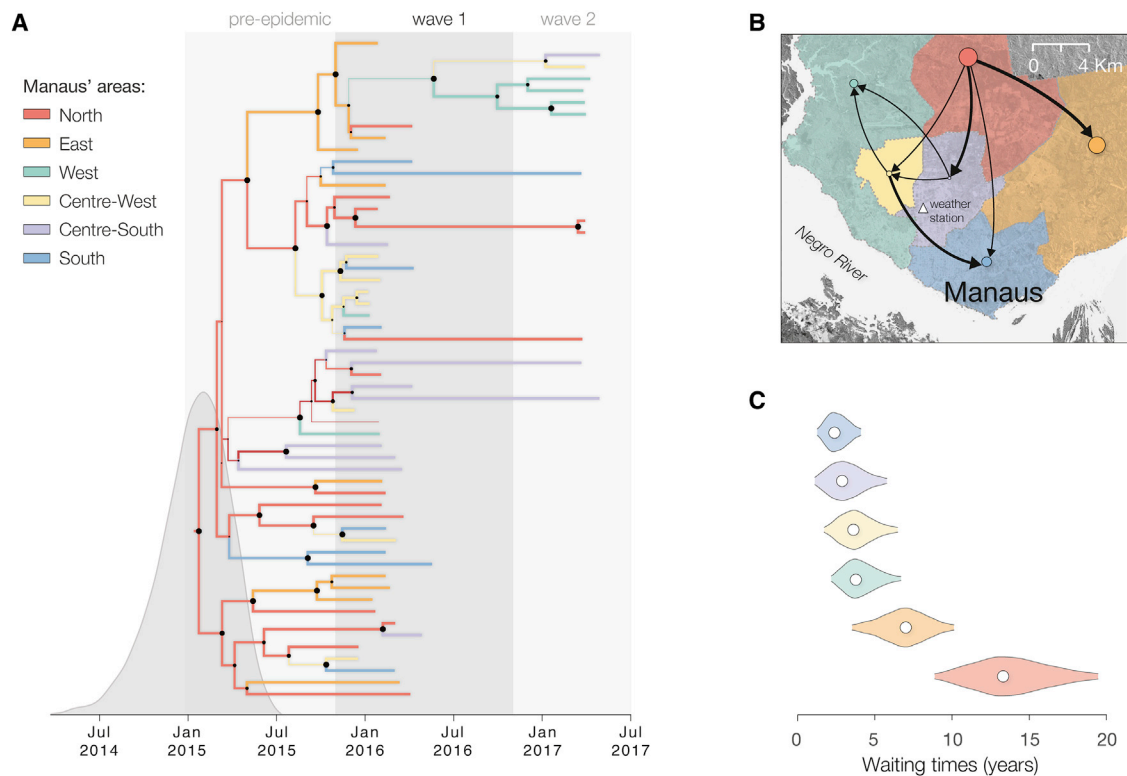 A
pre-epidemic
wave 1
wave 2
Manaus' areas:
North
East
West
Centre-West
Centre-South
South
Jul
2014
Jan
2015
Jul
2015
Jan
2016
Jul
2016
Jan
2017
Jul
2017
B
0
4 Km
weather
station
Negro River
Manaus
C
0
5
10
15
20
Waiting times (years)